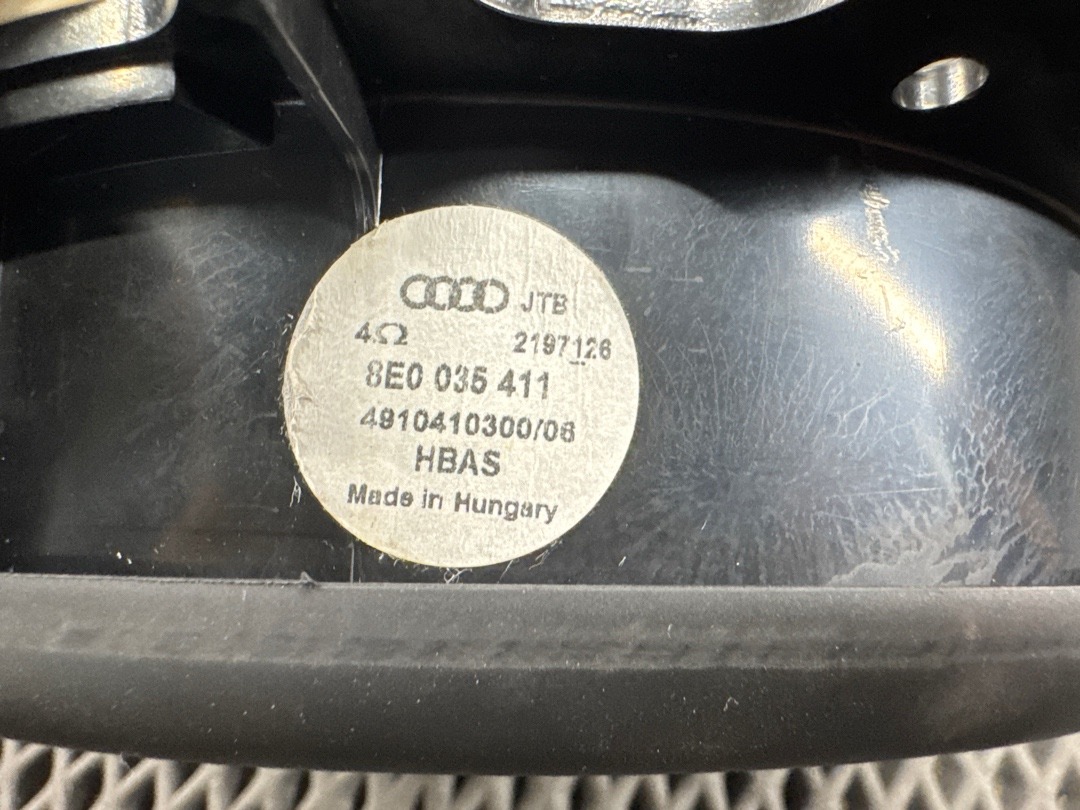 JTB
4Ω 2197126
8E0 035 411
4910410300/06
HBAS
Made in Hungary